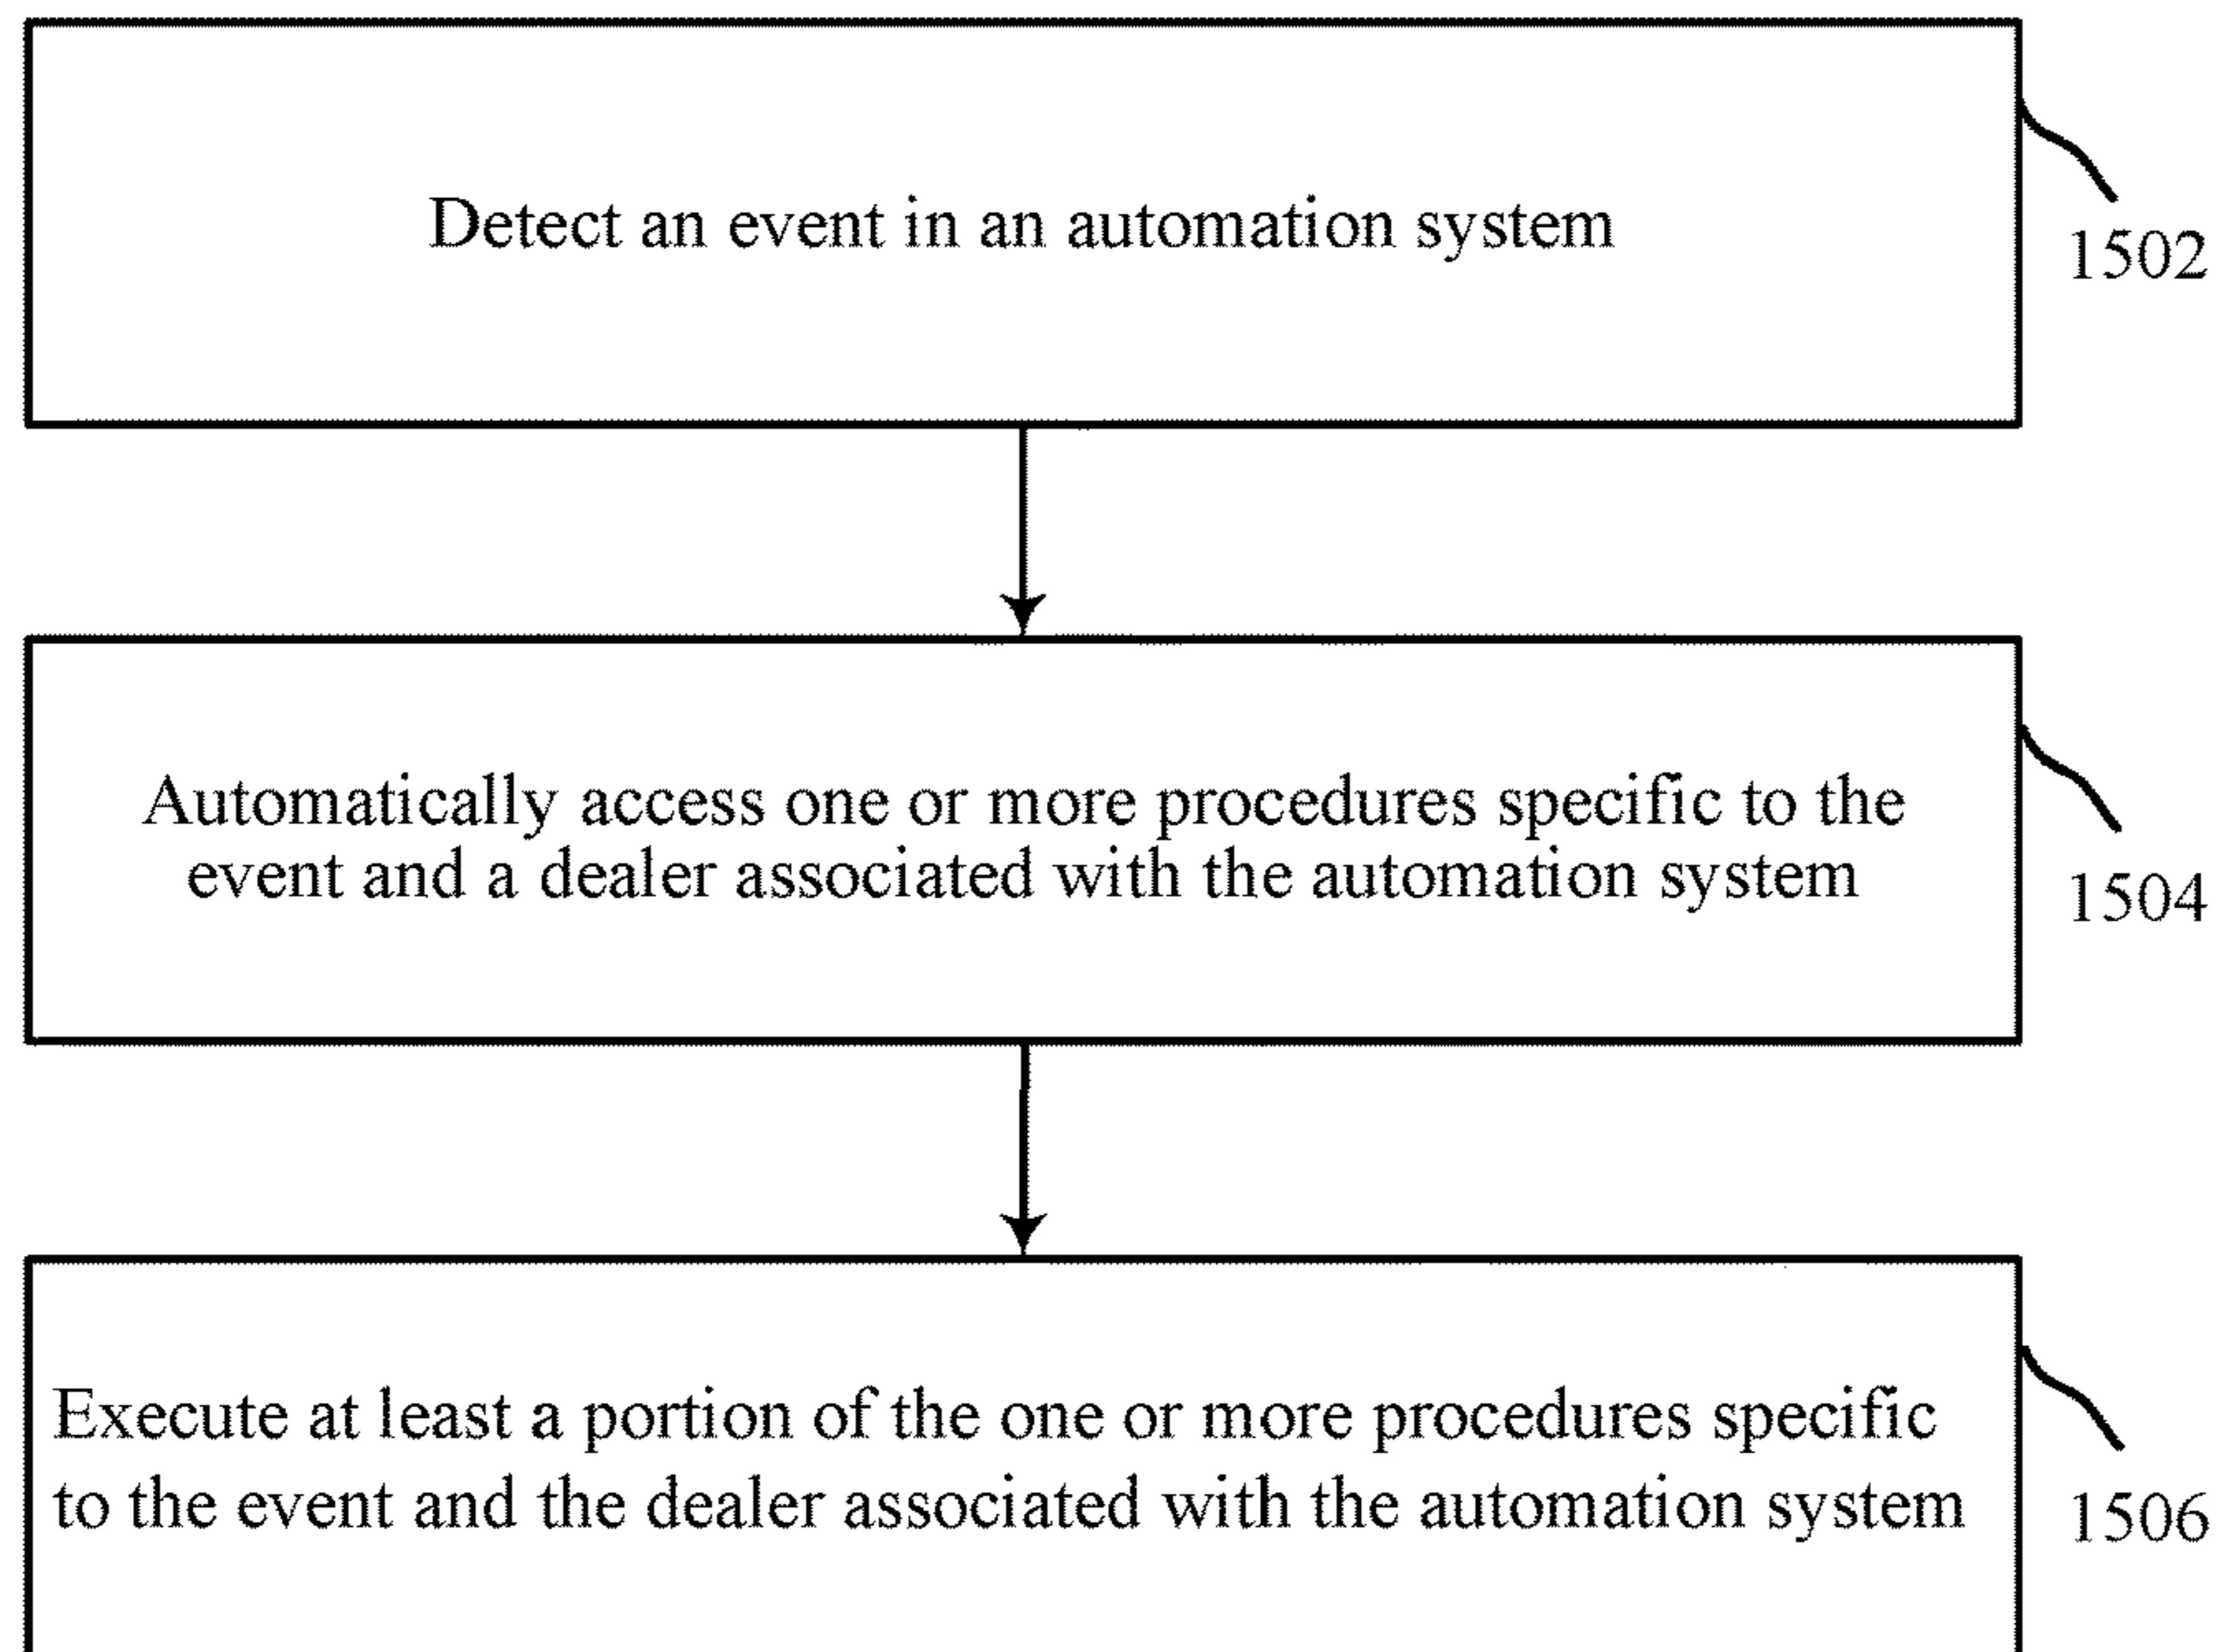 Detect an event in an automation system
1502
Automatically access one or more procedures specific to the
event and a dealer associated with the automation system
1504
Execute at least a portion of the one or more procedures specific
to the event and the dealer associated with the automation system
1506